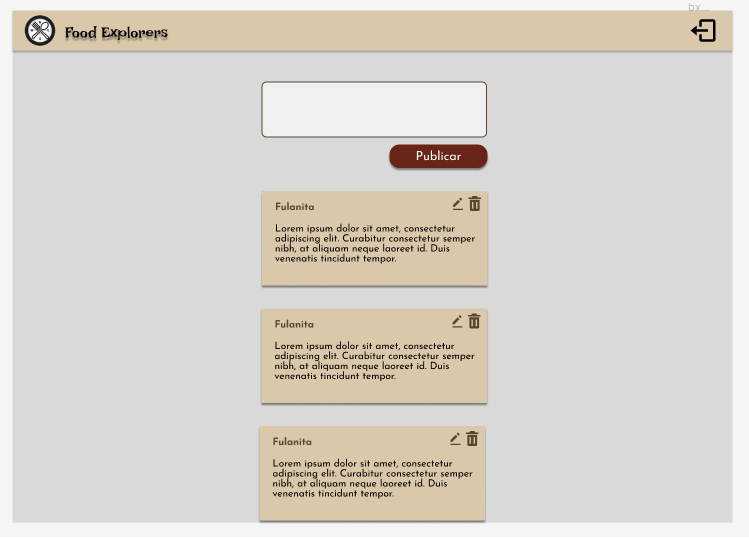 bx...
Food Explorers
Publicar
Fulanita
Lorem ipsum dolor sit amet, consectetur
adipiscing elit. Curabitur consectetur semper
nibh, at aliquam neque laoreet id. Duis
venenatis tincidunt tempor.
Fulanita
Lorem ipsum dolor sit amet, consectetur
adipiscing elit. Curabitur consectetur semper
nibh, at aliquam neque laoreet id. Duis
venenatis tincidunt tempor.
Fulanita
Lorem ipsum dolor sit amet, consectetur
adipiscing elit. Curabitur consectetur semper
nibh, at aliquam neque laoreet id. Duis
venenatis tincidunt tempor.